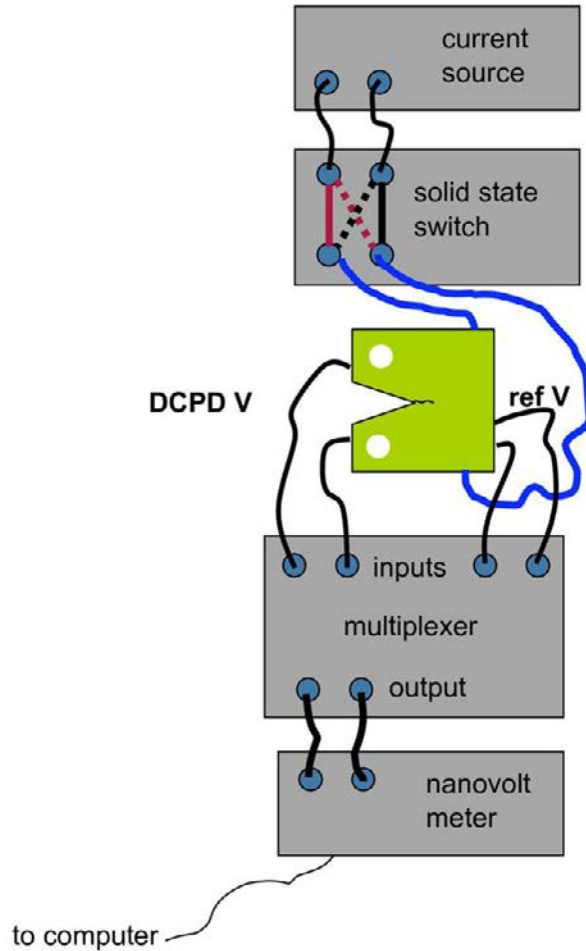 current
source
solid state
switch
DCPD V
ref V
inputs
multiplexer
output
nanovolt
meter
to computer